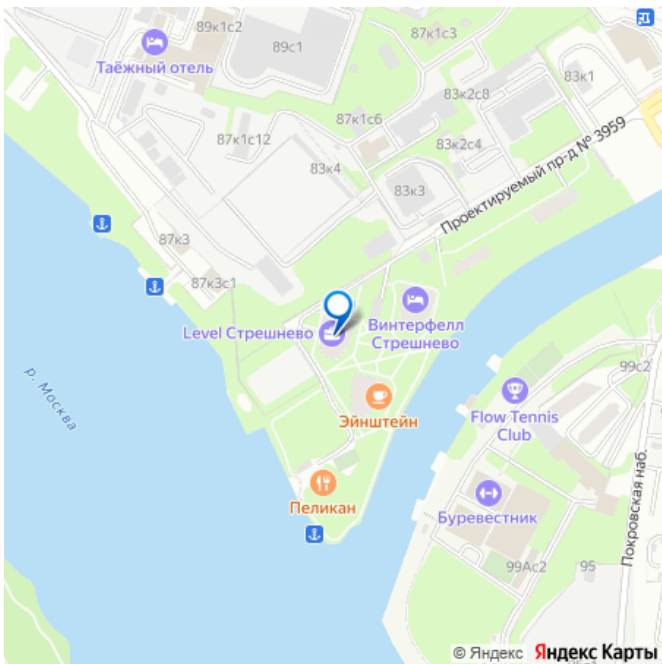 89к1с2
89с1
87к1с3
Таёжный отель
83к1
83к2с8
87к1с6
87к1с12
83к2с4
83к4
83к3
Проектируемый пр-д № 3959
87к3
87к3с1
Level Стрешнево
Винтерфелл
Стрешнево
р. Москва
99с2
Эйнштейн
Flow Tennis
Club
Пеликан
Буревестник
Покровская наб.
99Ас2
95
© Яндекс Яндекс Карты